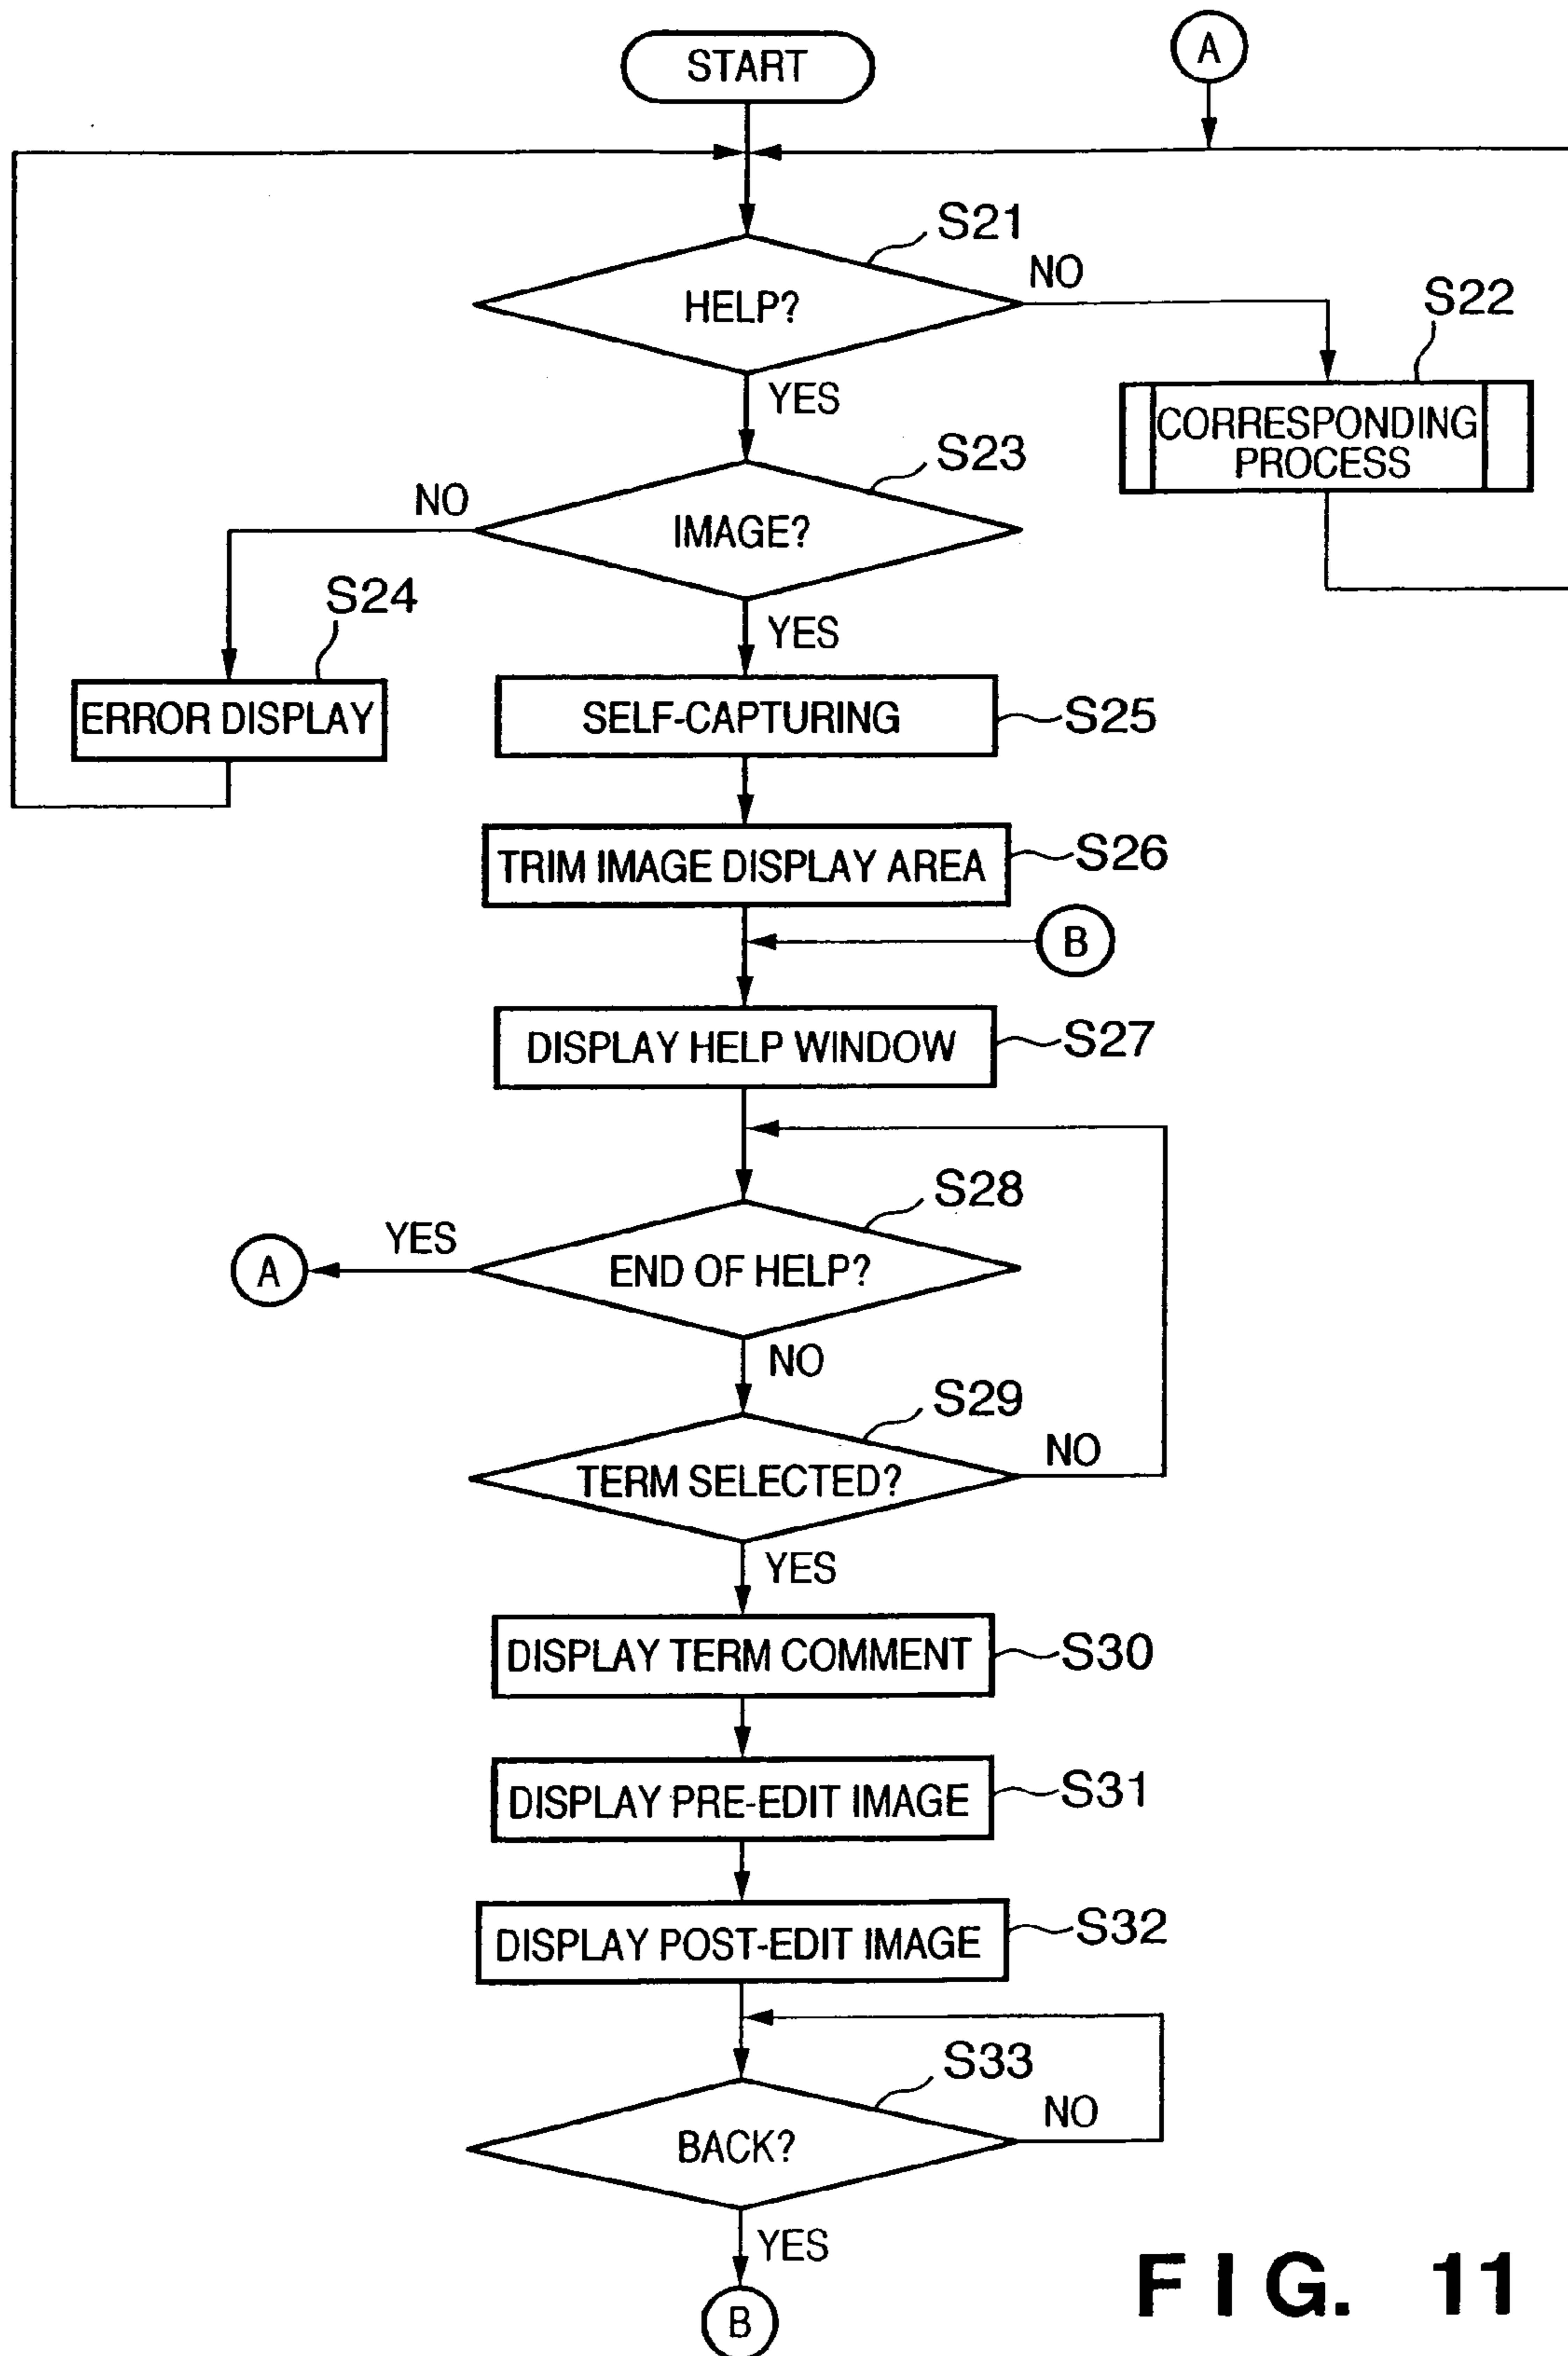 START
A
S21
HELP?
NO
S22
CORRESPONDING
PROCESS
YES
S23
IMAGE?
NO
S24
ERROR DISPLAY
YES
SELF-CAPTURING
S25
TRIM IMAGE DISPLAY AREA
S26
B
DISPLAY HELP WINDOW
S27
S28
END OF HELP?
YES
A
NO
S29
TERM SELECTED?
NO
YES
DISPLAY TERM COMMENT
S30
DISPLAY PRE-EDIT IMAGE
S31
DISPLAY POST-EDIT IMAGE
S32
S33
BACK?
NO
YES
B
FIG. 11